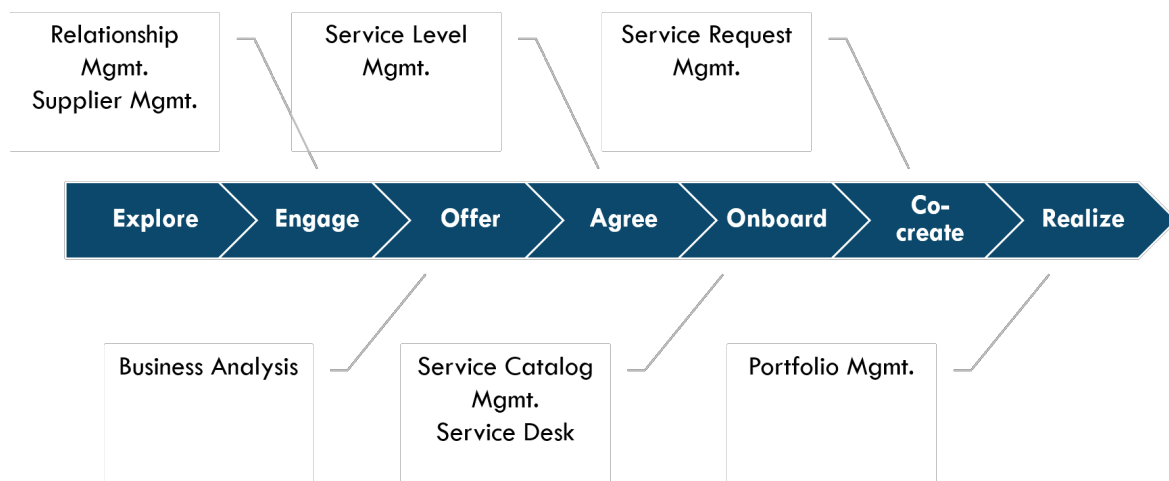 Relationship
Mgmt.
Supplier Mgmt.
Service Level
Mgmt.
Service Request
Mgmt.
Explore
Engage
Offer
Agree
Onboard
Co-
create
Realize
Business Analysis
Service Catalog
Mgmt.
Service Desk
Portfolio Mgmt.